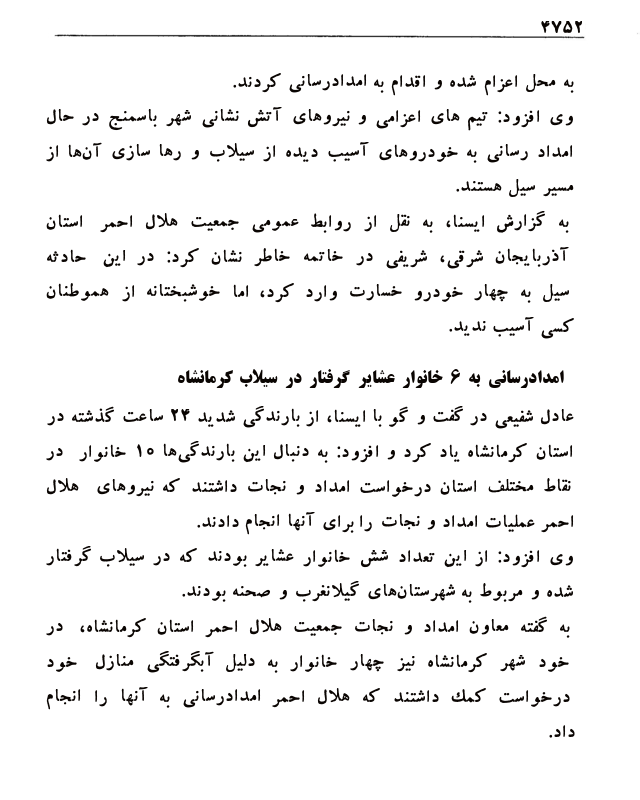 ۴۷۵۲
به محل اعزام شده و اقدام به امدادرسانی کردند.
وی افزود: تیم های اعزامی و نیروهای آتش نشانی شهر باسمنج در حال
امداد رسانی به خودروهای آسیب دیده از سیلاب و رها سازی آن‌ها از
مسیر سیل هستند.
به گزارش ایسنا، به نقل از روابط عمومی جمعیت هلال احمر استان
آذربایجان شرقی، شریفی در خاتمه خاطر نشان کرد: در این حادثه
سیل به چهار خودرو خسارت وارد کرد، اما خوشبختانه از هموطنان
کسی آسیب ندید.
امدادرسانی به ۶ خانوار عشایر گرفتار در سیلاب کرمانشاه
عادل شفیعی در گفت و گو با ایسنا، از بارندگی شدید ۲۴ ساعت گذشته در
استان کرمانشاه یاد کرد و افزود: به دنبال این بارندگی‌ها ۱۰ خانوار در
نقاط مختلف استان درخواست امداد و نجات داشتند که نیروهای هلال
احمر عملیات امداد و نجات را برای آنها انجام دادند.
وی افزود: از این تعداد شش خانوار عشایر بودند که در سیلاب گرفتار
شده و مربوط به شهرستان‌های گیلانغرب و صحنه بودند.
به گفته معاون امداد و نجات جمعیت هلال احمر استان کرمانشاه، در
خود شهر کرمانشاه نیز چهار خانوار به دلیل آبگرفتگی منازل خود
درخواست کمك داشتند که هلال احمر امدادرسانی به آنها را انجام
داد.